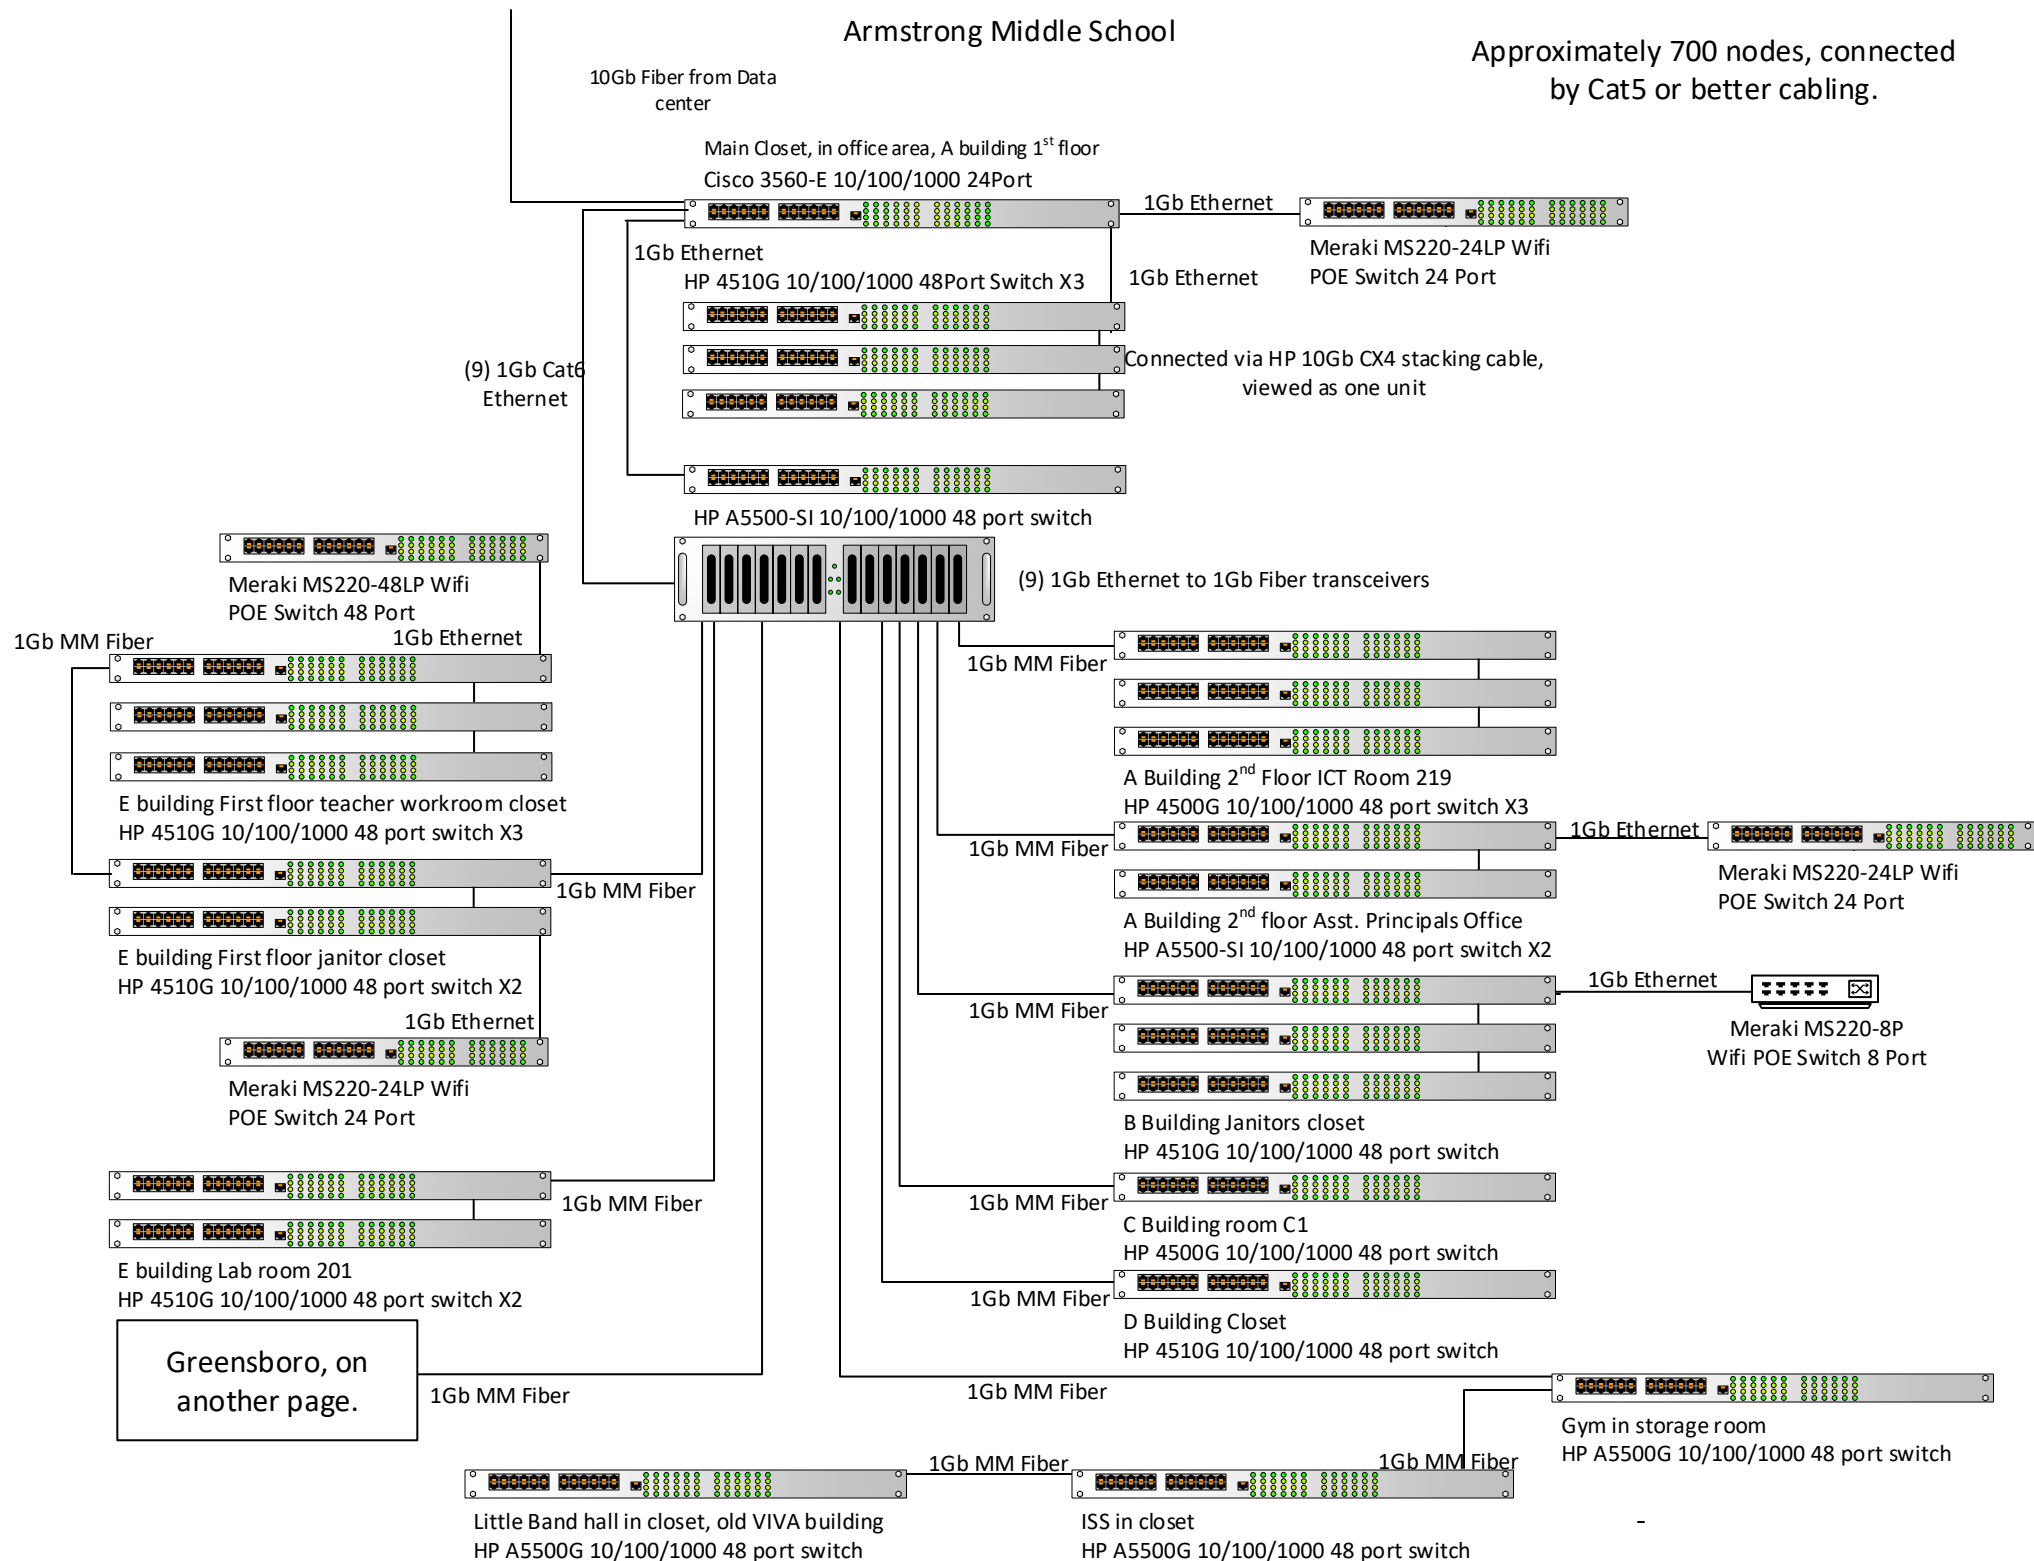 Armstrong Middle School
Approximately 700 nodes, connected
by Cat5 or better cabling.
10Gb Fiber from Data
center
Main Closet, in office area, A building 1st floor
Cisco 3560-E 10/100/1000 24Port
1Gb Ethernet
Meraki MS220-24LP Wifi
POE Switch 24 Port
1Gb Ethernet
HP 4510G 10/100/1000 48Port Switch X3
1Gb Ethernet
(9) 1Gb Cat6
Ethernet
Connected via HP 10Gb CX4 stacking cable,
viewed as one unit
HP A5500-SI 10/100/1000 48 port switch
(9) 1Gb Ethernet to 1Gb Fiber transceivers
Meraki MS220-48LP Wifi
POE Switch 48 Port
1Gb MM Fiber
1Gb Ethernet
E building First floor teacher workroom closet
HP 4510G 10/100/1000 48 port switch X3
1Gb MM Fiber
E building First floor janitor closet
HP 4510G 10/100/1000 48 port switch X2
1Gb Ethernet
Meraki MS220-24LP Wifi
POE Switch 24 Port
1Gb MM Fiber
E building Lab room 201
HP 4510G 10/100/1000 48 port switch X2
Greensboro, on
another page.
1Gb MM Fiber
1Gb MM Fiber
A Building 2nd Floor ICT Room 219
HP 4500G 10/100/1000 48 port switch X3
1Gb MM Fiber
1Gb Ethernet
Meraki MS220-24LP Wifi
POE Switch 24 Port
A Building 2nd floor Asst. Principals Office
HP A5500-SI 10/100/1000 48 port switch X2
1Gb MM Fiber
1Gb Ethernet
Meraki MS220-8P
Wifi POE Switch 8 Port
B Building Janitors closet
HP 4510G 10/100/1000 48 port switch
1Gb MM Fiber
C Building room C1
HP 4500G 10/100/1000 48 port switch
1Gb MM Fiber
D Building Closet
HP 4510G 10/100/1000 48 port switch
1Gb MM Fiber
Gym in storage room
HP A5500G 10/100/1000 48 port switch
1Gb MM Fiber
1Gb MM Fiber
Little Band hall in closet, old VIVA building
HP A5500G 10/100/1000 48 port switch
ISS in closet
HP A5500G 10/100/1000 48 port switch
-